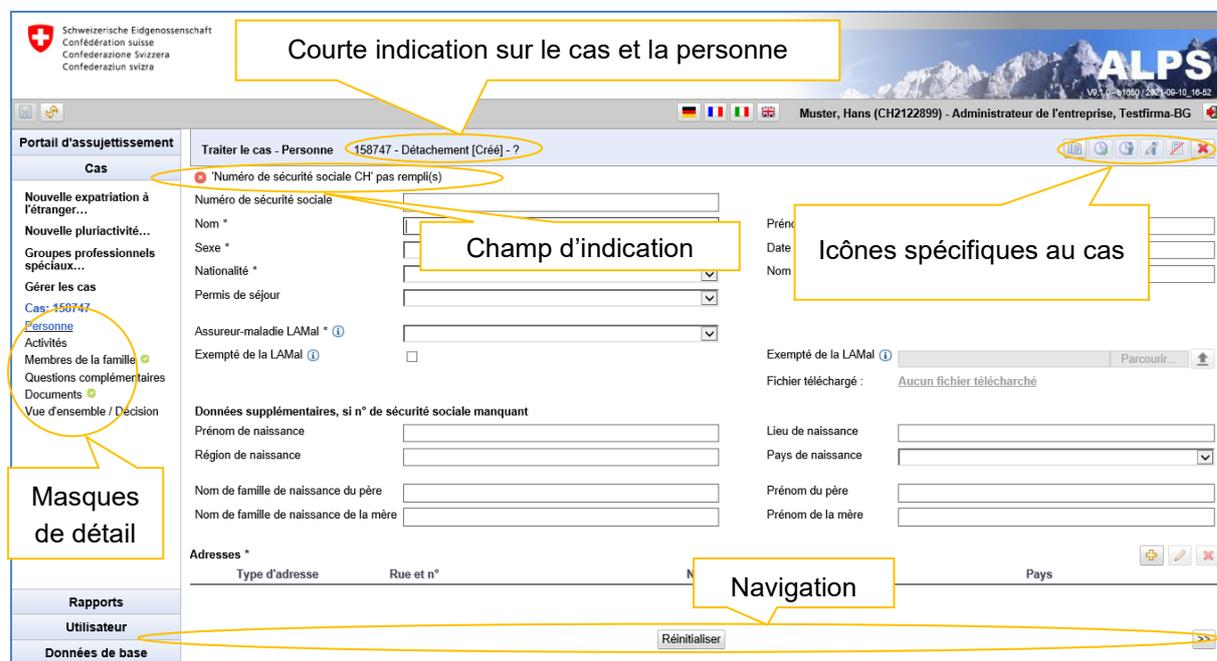 Schweizerische Eidgenossenschaft
Confédération suisse
Confederazione Svizzera
Confederaziun svizra
Courte indication sur le cas et la personne
ALPS
2021-09-10_16-52
Muster, Hans (CH2122899) - Administrateur de l'entreprise, Testfirma-BG
Portail d'assujettissement
Cas
Traiter le cas - Personne 158747 - Détachement [Créé] - ?
'Numéro de sécurité sociale CH' pas rempli(s)
Nouvelle expatriation à
l'étranger...
Nouvelle pluriactivité...
Groupes professionnels
spéciaux...
Gérer les cas
Cas: 158747
Personne
Activités
Membres de la famille
Questions complémentaires
Documents
Vue d'ensemble / Décision
Masques
de détail
Rapports
Utilisateur
Données de base
Numéro de sécurité sociale
Nom *
Sexe *
Date
Nationalité *
Nom
Champ d'indication
Icônes spécifiques au cas
Permis de séjour
Assureur-maladie LAMal *
Exempté de la LAMal
Exempté de la LAMal Parcourir...
Fichier téléchargé : Aucun fichier télécharché
Données supplémentaires, si n° de sécurité sociale manquant
Prénom de naissance Lieu de naissance
Région de naissance Pays de naissance
Nom de famille de naissance du père Prénom du père
Nom de famille de naissance de la mère Prénom de la mère
Adresses *
Type d'adresse Rue et n° Pays
Navigation
Réinitialiser >>